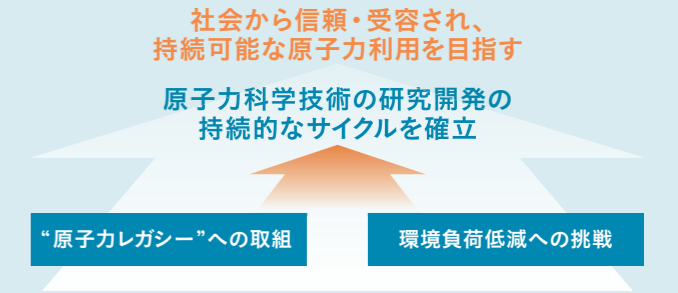 社会から信頼・受容され、
持続可能な原子力利用を目指す
原子力科学技術の研究開発の
持続的なサイクルを確立
“原子力レガシー”への取組
環境負荷低減への挑戦